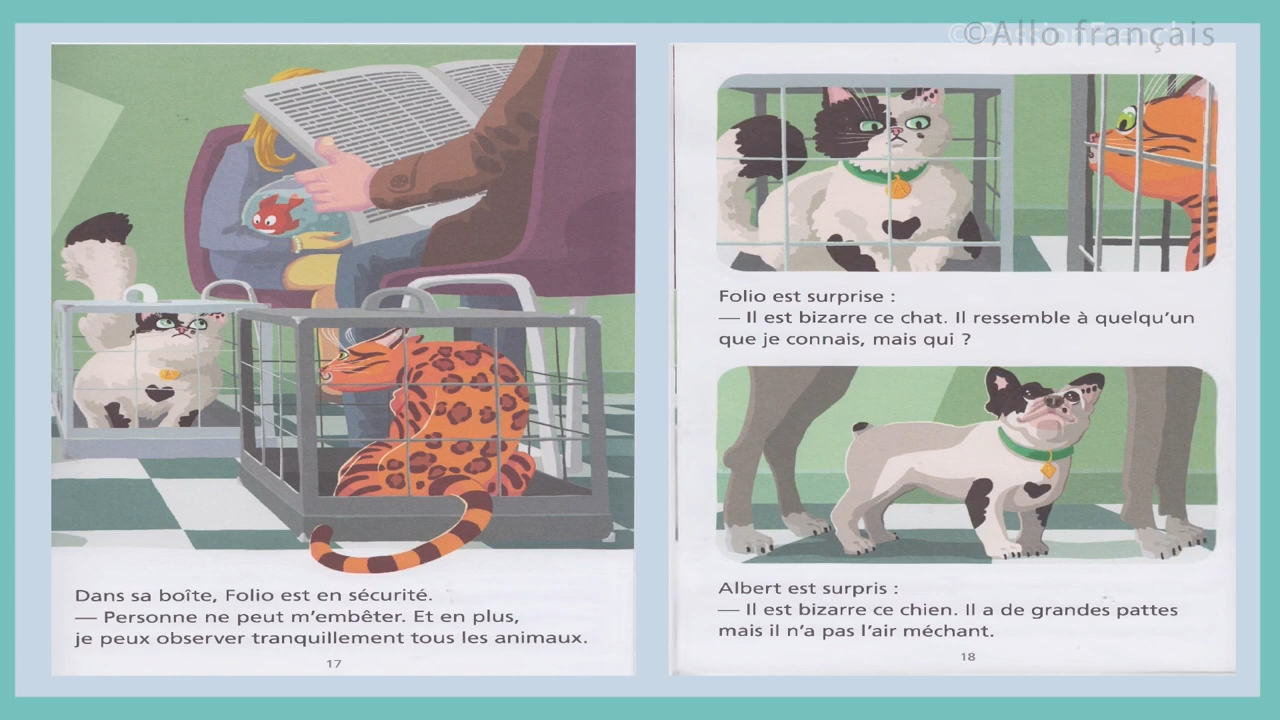 ©Allo français
Dans sa boîte, Folio est en sécurité.
— Personne ne peut m’embêter. Et en plus,
je peux observer tranquillement tous les animaux.
17
Folio est surprise :
— Il est bizarre ce chat. Il ressemble à quelqu’un
que je connais, mais qui ?
Albert est surpris :
— Il est bizarre ce chien. Il a de grandes pattes
mais il n’a pas l’air méchant.
18